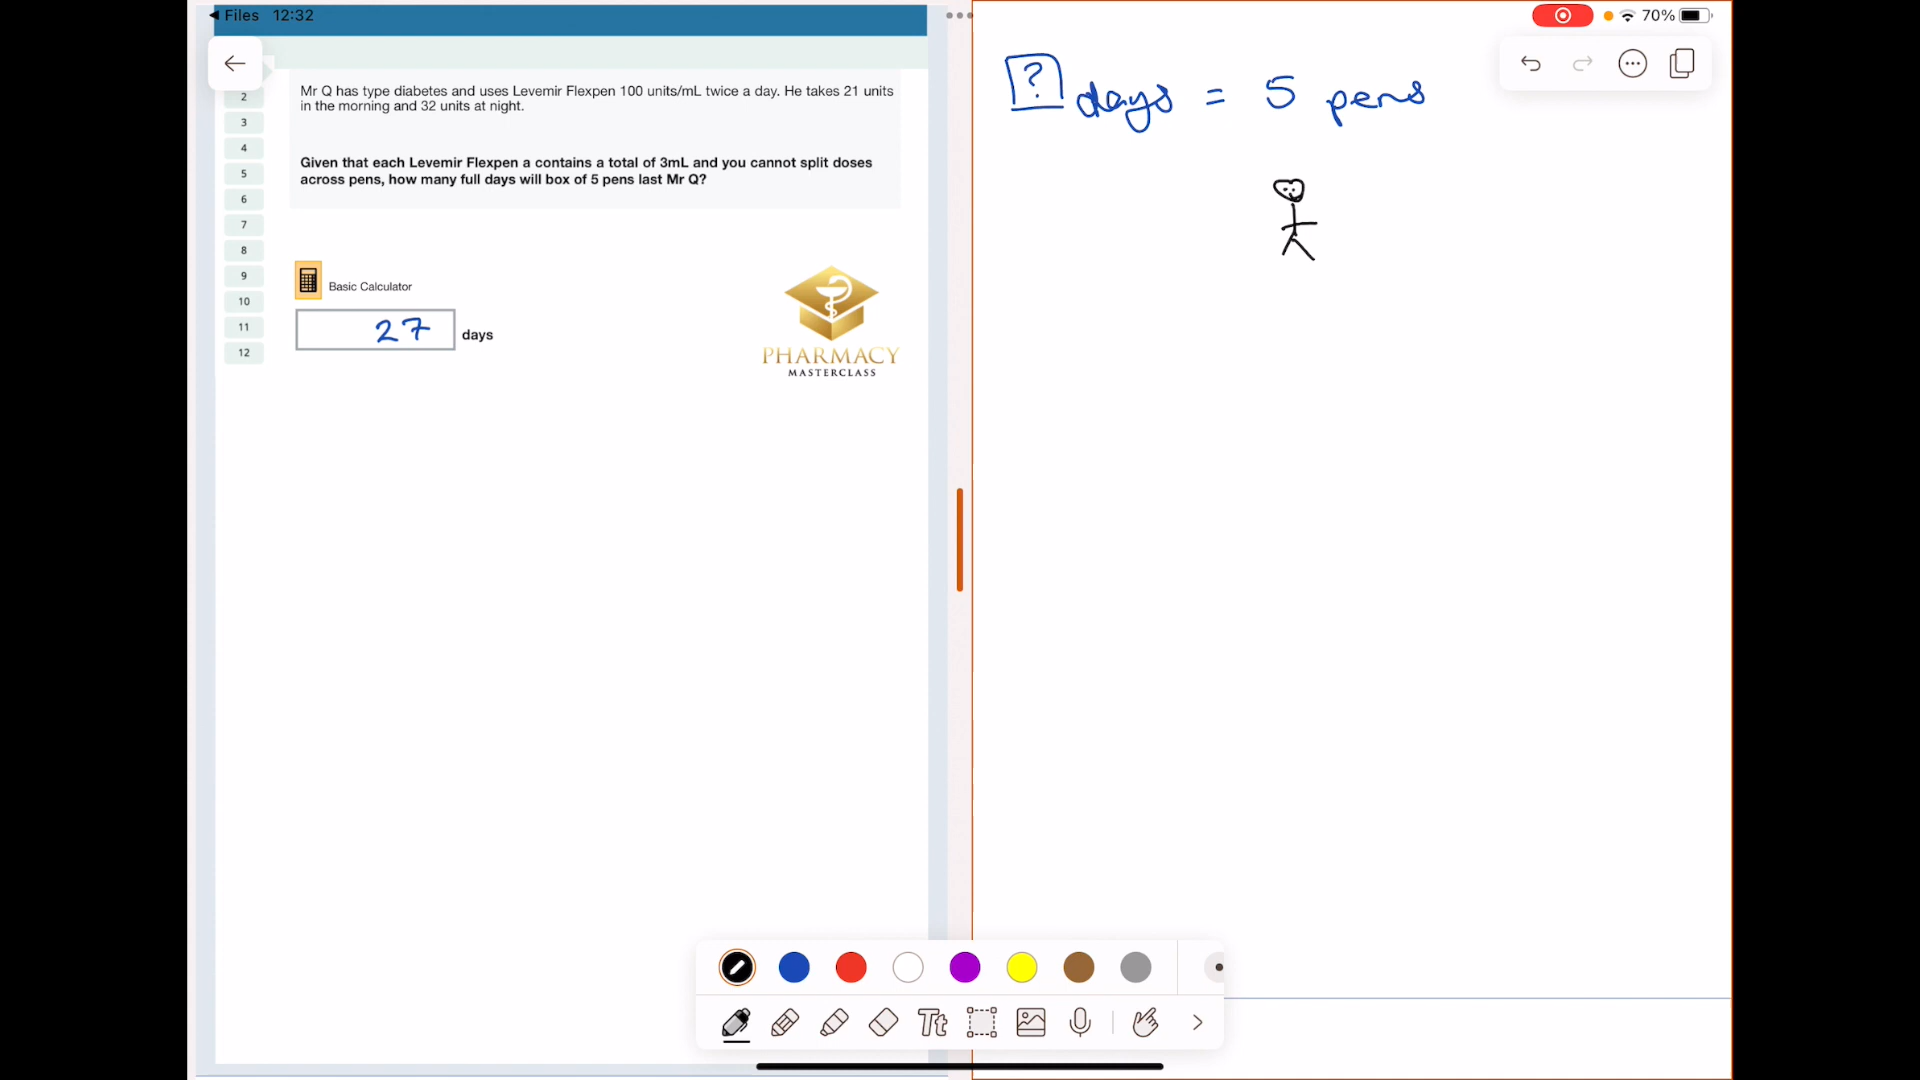 Files 12:32
70%
? days = 5 pens
2
Mr Q has type diabetes and uses Levemir Flexpen 100 units/mL twice a day. He takes 21 units
in the morning and 32 units at night.
3
4
Given that each Levemir Flexpen a contains a total of 3mL and you cannot split doses
across pens, how many full days will box of 5 pens last Mr Q?
5
6
7
8
9
Basic Calculator
10
11
27 days
12
PHARMACY
MASTERCLASS
Tt